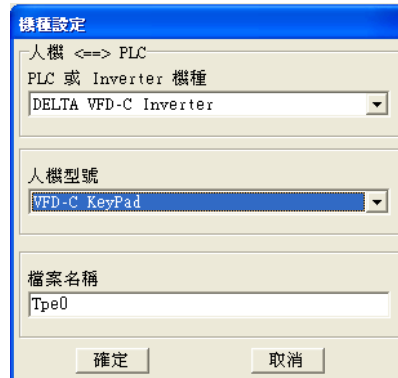 機種設定
人機 <==> PLC
PLC 或 Inverter 機種
DELTA VFD-C Inverter
人機型號
VFD-C KeyPad
檔案名稱
Tpe0
確定 取消